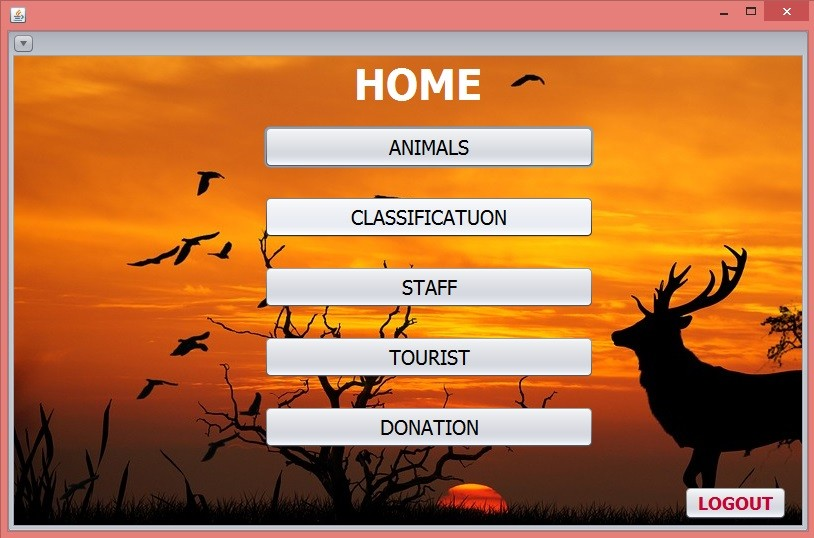 HOME
ANIMALS
CLASSIFICATUON
STAFF
TOURIST
DONATION
LOGOUT